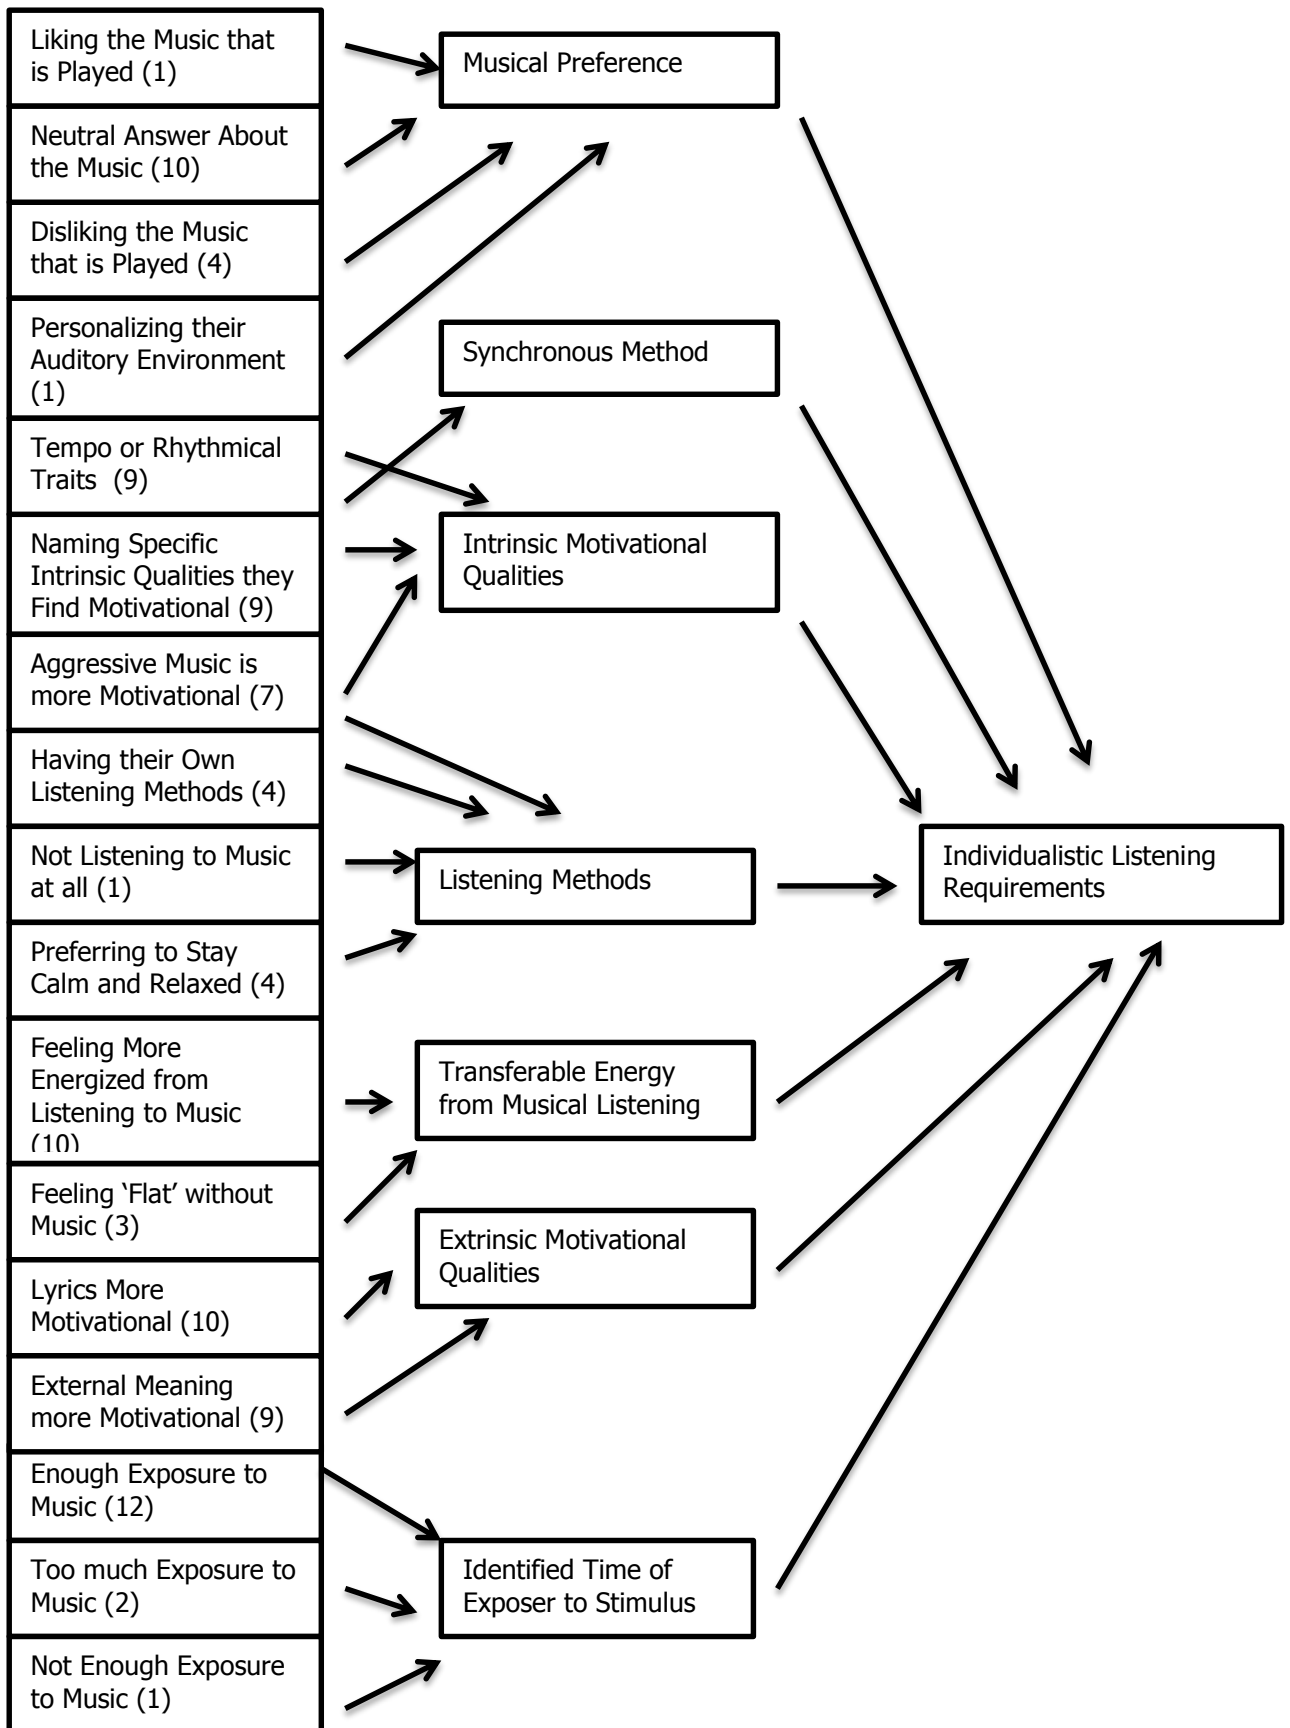 Liking the Music that
is Played (1)
Neutral Answer About
the Music (10)
Disliking the Music
that is Played (4)
Personalizing their
Auditory Environment
(1)
Tempo or Rhythmical
Traits  (9)
Naming Specific
Intrinsic Qualities they
Find Motivational (9)
Aggressive Music is
more Motivational (7)
Having their Own
Listening Methods (4)
Not Listening to Music
at all (1)
Preferring to Stay
Calm and Relaxed (4)
Feeling More
Energized from
Listening to Music
(10)
Feeling ‘Flat’ without
Music (3)
Lyrics More
Motivational (10)
External Meaning
more Motivational (9)
Enough Exposure to
Music (12)
Too much Exposure to
Music (2)
Not Enough Exposure
to Music (1)
Musical Preference
Synchronous Method
Intrinsic Motivational
Qualities
Listening Methods
Transferable Energy
from Musical Listening
Extrinsic Motivational
Qualities
Identified Time of
Exposer to Stimulus
Individualistic Listening
Requirements